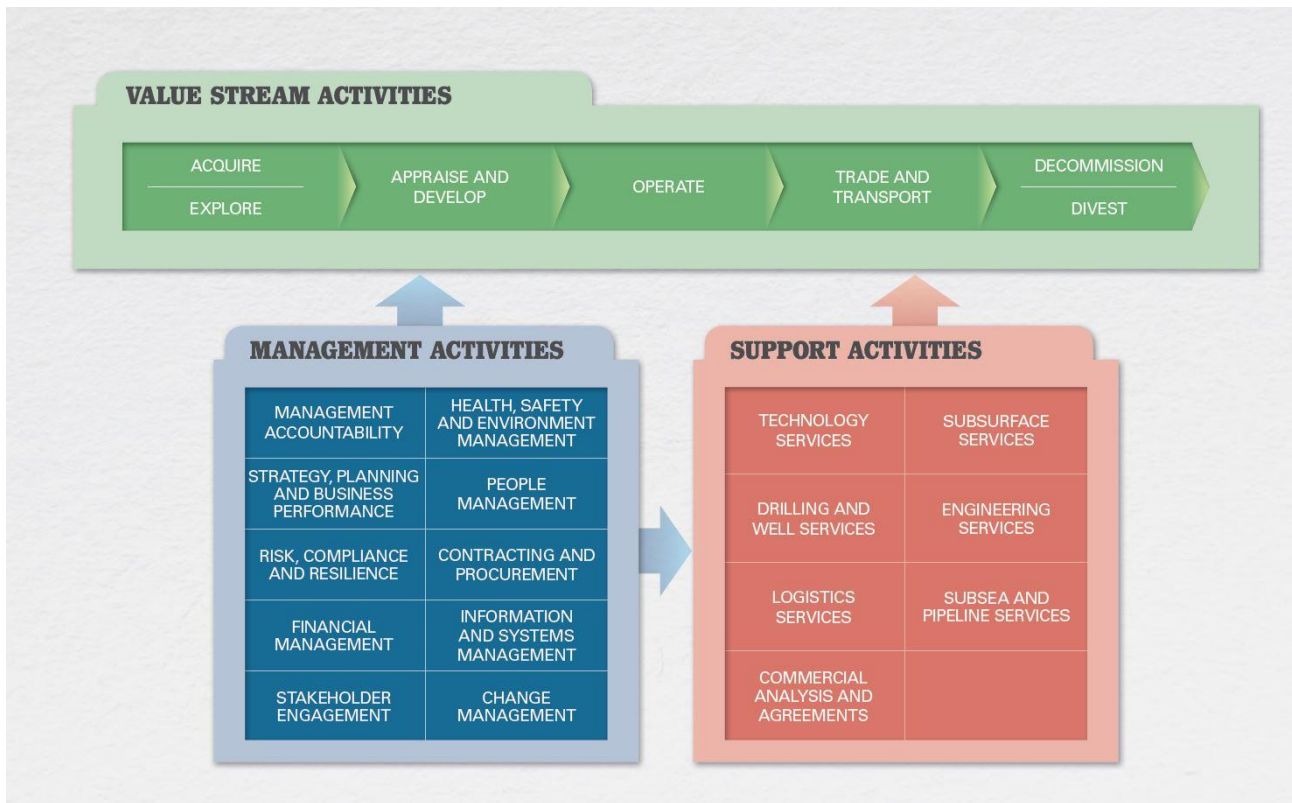 VALUE STREAM ACTIVITIES
ACQUIRE
EXPLORE
APPRAISE AND
DEVELOP
OPERATE
TRADE AND
TRANSPORT
DECOMMISSION
DIVEST
MANAGEMENT ACTIVITIES
MANAGEMENT
ACCOUNTABILITY
HEALTH, SAFETY
AND ENVIRONMENT
MANAGEMENT
STRATEGY, PLANNING
AND BUSINESS
PERFORMANCE
PEOPLE
MANAGEMENT
RISK, COMPLIANCE
AND RESILIENCE
CONTRACTING AND
PROCUREMENT
FINANCIAL
MANAGEMENT
INFORMATION
AND SYSTEMS
MANAGEMENT
STAKEHOLDER
ENGAGEMENT
CHANGE
MANAGEMENT
SUPPORT ACTIVITIES
TECHNOLOGY
SERVICES
SUBSURFACE
SERVICES
DRILLING AND
WELL SERVICES
ENGINEERING
SERVICES
LOGISTICS
SERVICES
SUBSEA AND
PIPELINE SERVICES
COMMERCIAL
ANALYSIS AND
AGREEMENTS